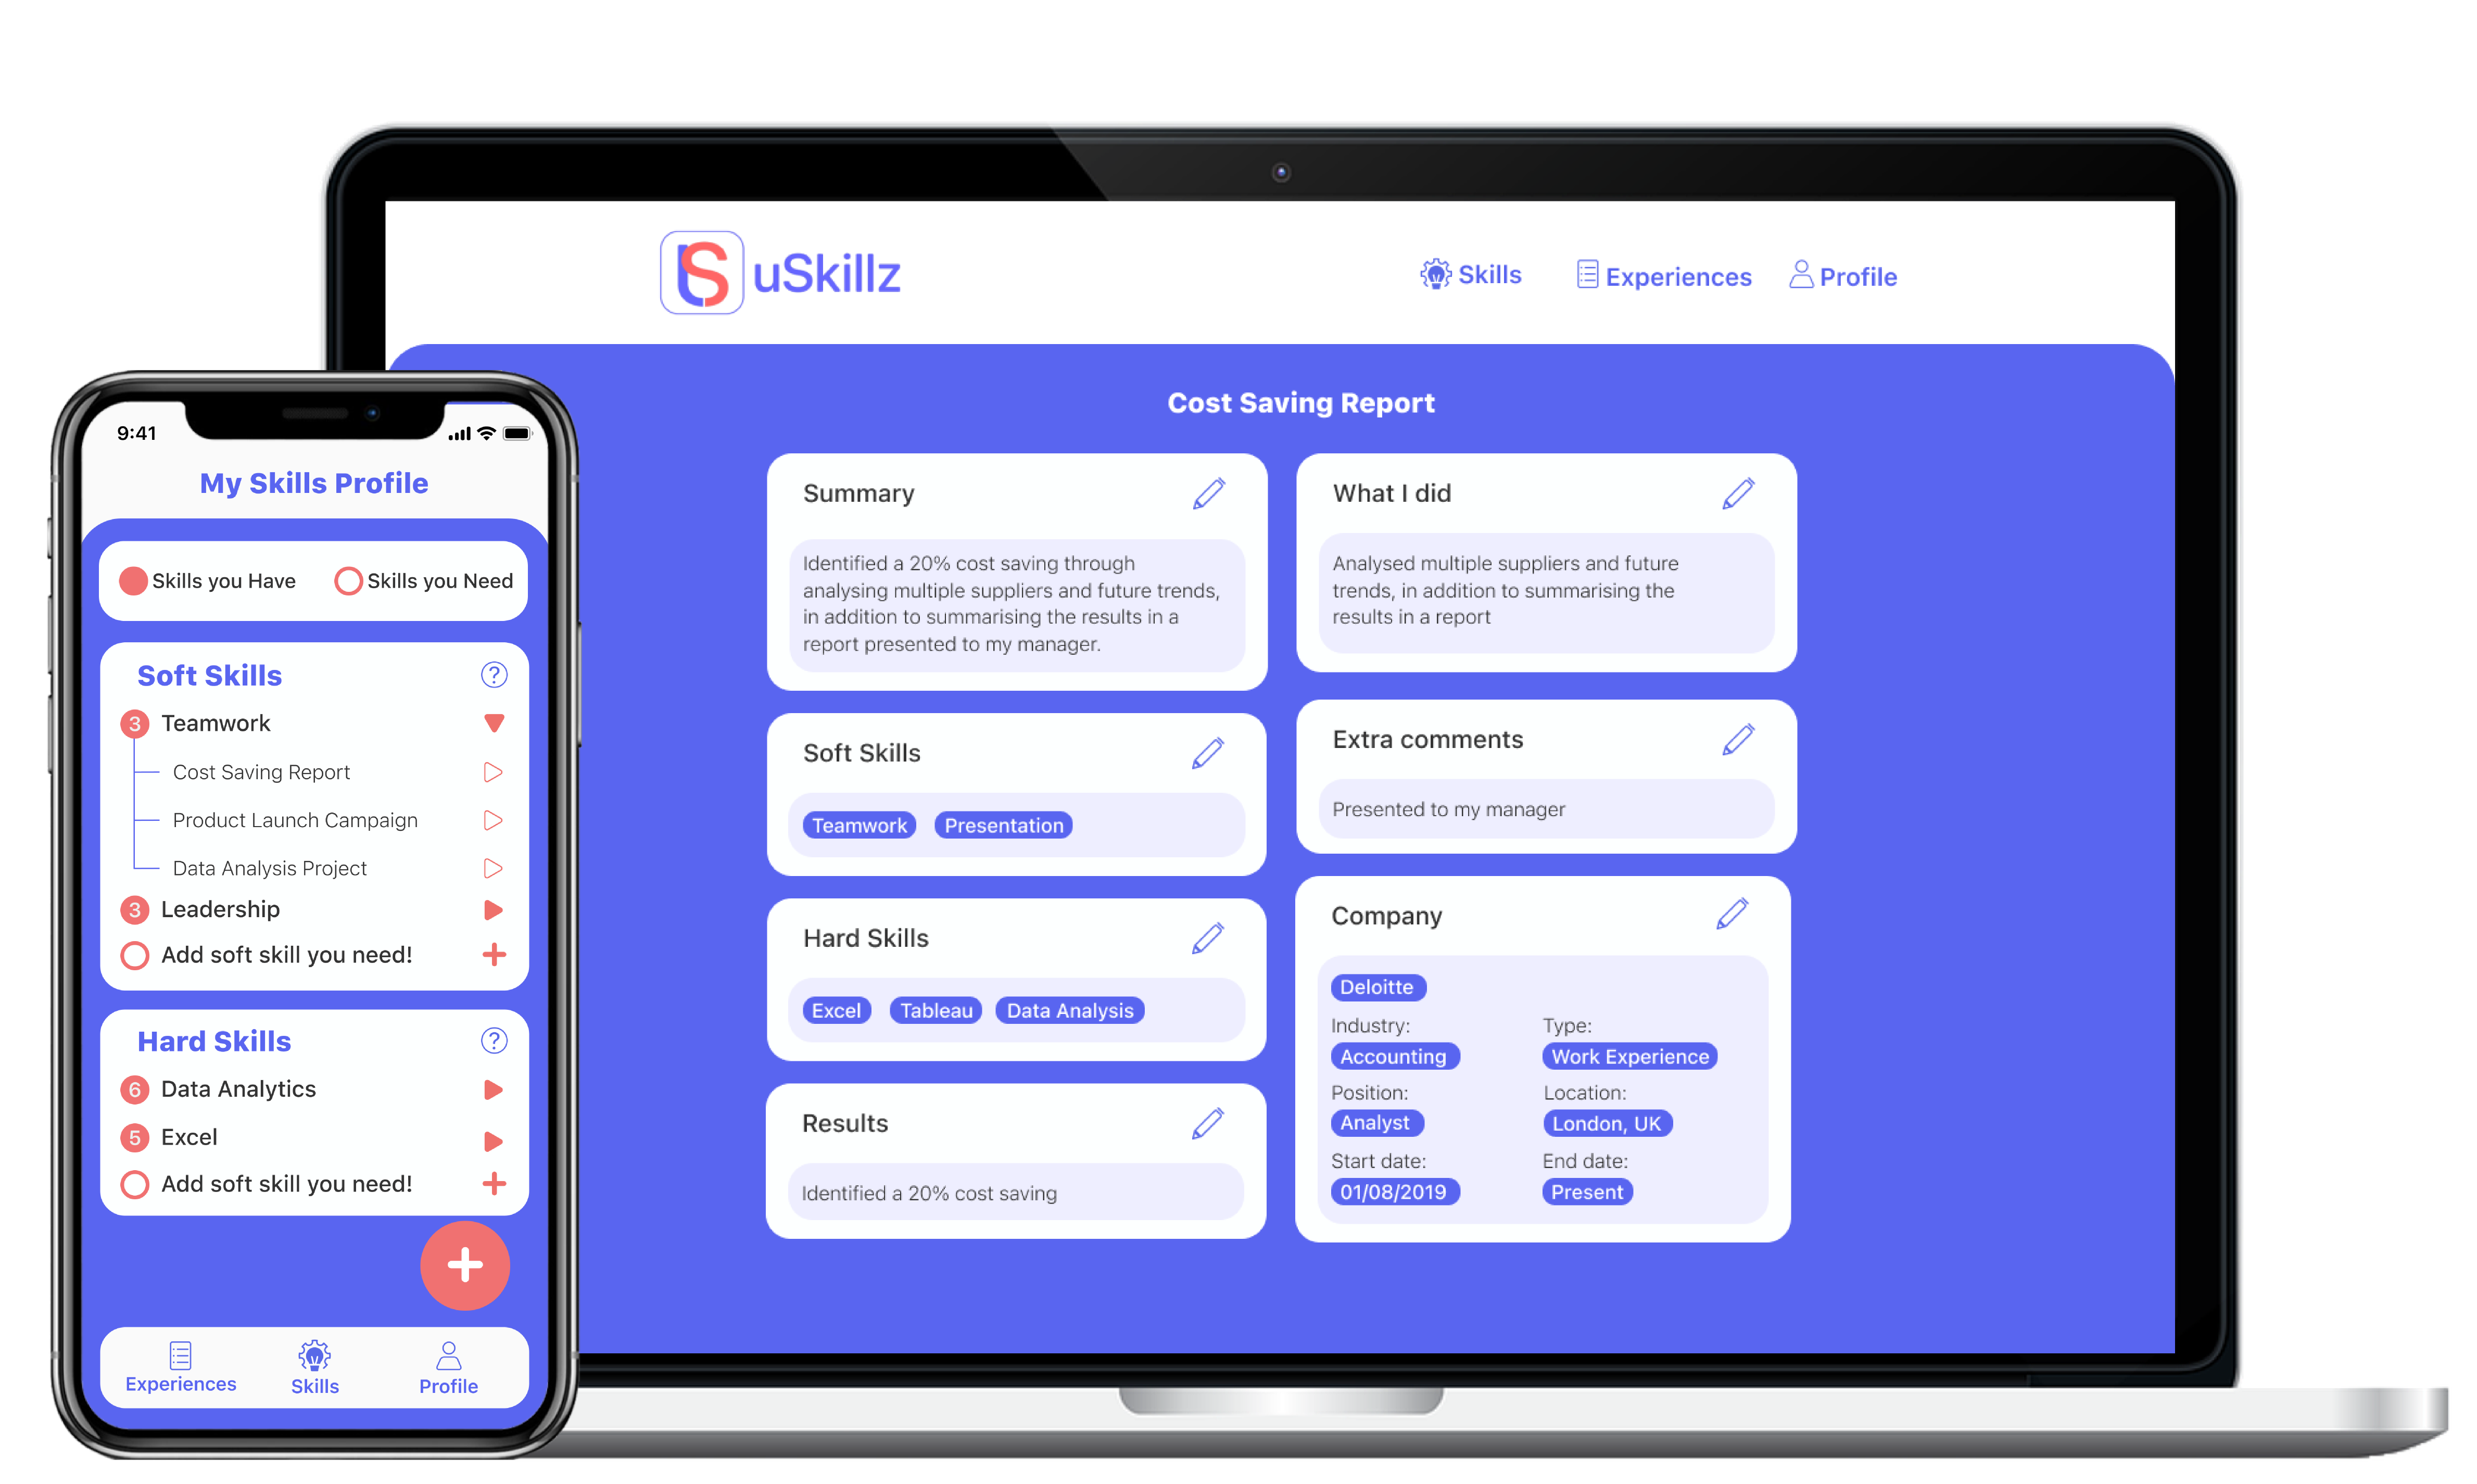 uSkillz
Skills
Experiences
Profile
Cost Saving Report
Summary
Identified a 20% cost saving through
analysing multiple suppliers and future trends,
in addition to summarising the results in a
report presented to my manager.
Soft Skills
Teamwork
Presentation
Hard Skills
Excel
Tableau
Data Analysis
Results
Identified a 20% cost saving
What I did
Analysed multiple suppliers and future
trends, in addition to summarising the
results in a report
Extra comments
Presented to my manager
Company
Deloitte
Industry:
Type:
Accounting
Work Experience
Position:
Location:
Analyst
London, UK
Start date:
End date:
01/08/2019
Present
9:41
My Skills Profile
Skills you Have
Skills you Need
Soft Skills
?
3 Teamwork
Cost Saving Report
Product Launch Campaign
Data Analysis Project
3 Leadership
Add soft skill you need!
Hard Skills
?
6 Data Analytics
5 Excel
Add soft skill you need!
Experiences
Skills
Profile